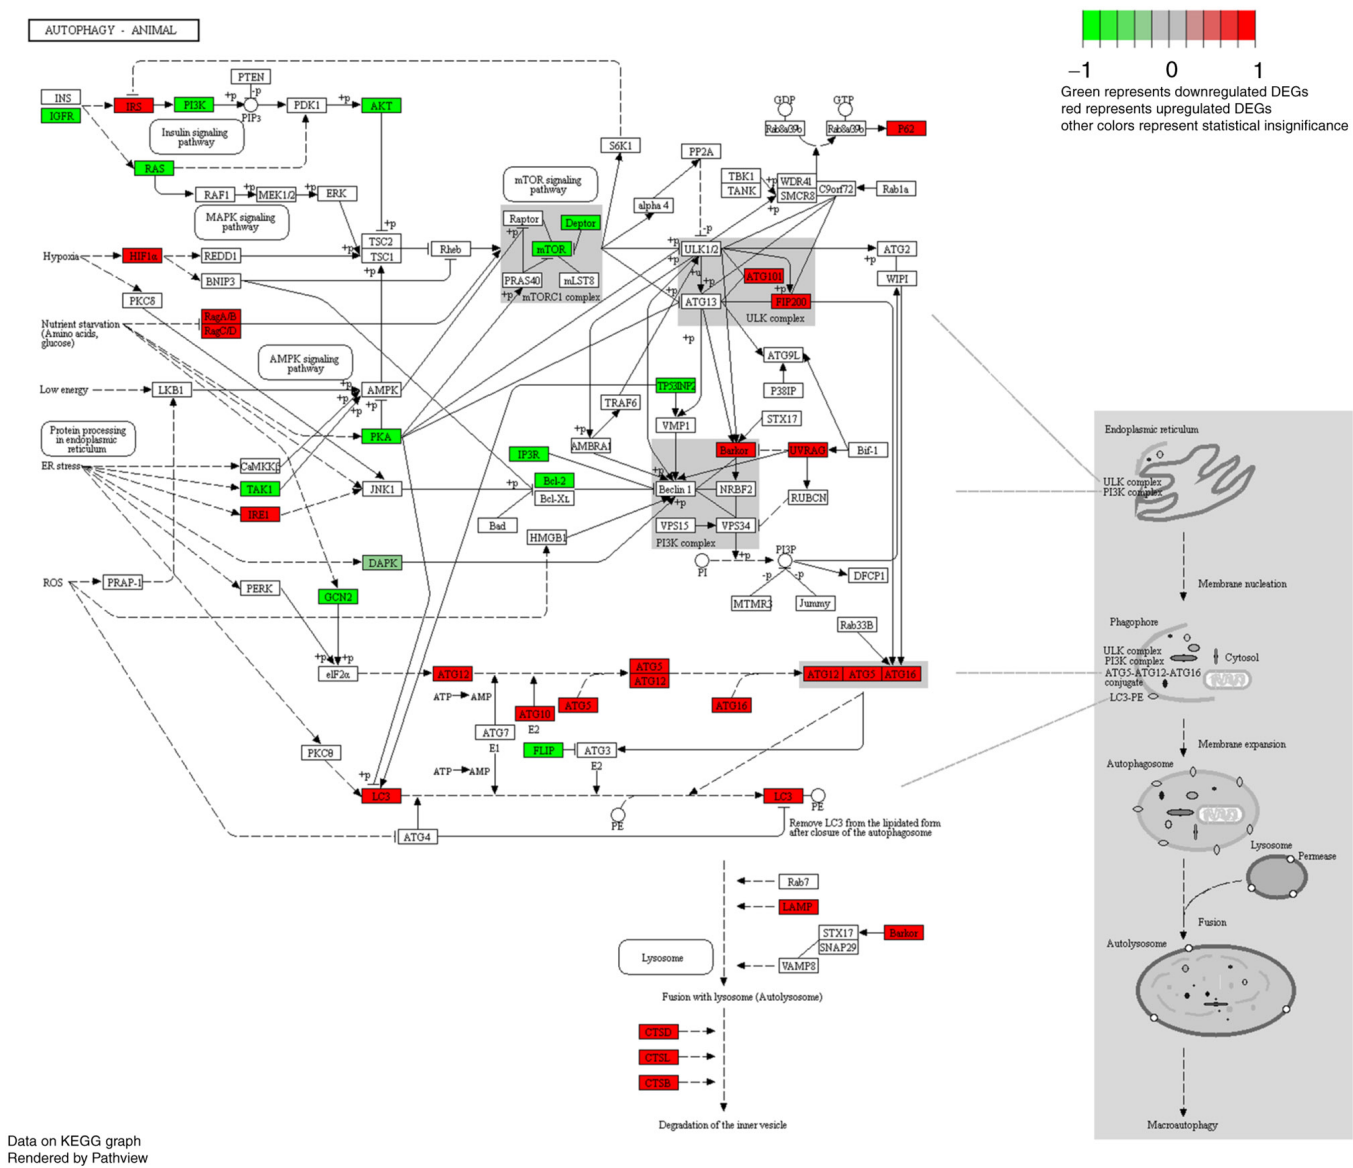 AUTOPHAGY - ANIMAL
−1 0 1
Green represents downregulated DEGs
red represents upregulated DEGs
other colors represent statistical insignificance
INS
IGFR
IRS
+p
PI3K
+p
PTEN
-p
PIP3
PDK1
+p
AKT
Insulin signaling
pathway
RAS
RAF1
+p
MEK1/2
+p
ERK
MAPK signaling
pathway
+p
+p
TSC2
TSC1
+p
Rheb
Hypoxia
HIF1α
REDD1
BNIP3
PKC8
Nutrient starvation
(Amino acids,
glucose)
RagA/B
RagC/D
AMPK signaling
pathway
Low energy
LKB1
+p
+p
+p
+p
AMPK
PKA
Protein processing
in endoplasmic
reticulum
ER stress
CaMKKβ
TAK1
IRE1
JNK1
+p
DAPK
ROS
PRAP-1
PERK
GCN2
+p
+p
eIF2α
PKC8
S6K1
mTOR signaling
pathway
Raptor
+p
Deptor
mTOR
PRAS40
+p
mLST8
mTORC1 complex
PP2A
alpha 4
+p
-p
TBK1
TANK
+p
+p
WDR41
SMCR8
C9orf72
Rab1a
GDP
GTP
Rab8a/39b
Rab8a/39b
P62
+p
+p
ULK1/2
+u
+p
ATG101
+p
ATG13
FIP200
ULK complex
ATG2
+p
WIPI
+p
ATG9L
P38IP
TP53INP2
TRAF6
VMP1
STX17
AMBRA1
IP3R
Bcl-2
Bcl-XL
Bad
HMGB1
Barkor
UVRAG
Bif-1
+p
Beclin 1
+p
NRBF2
RUBCN
VPS15
VPS34
PI3K complex
+p
PI
PI3P
-p
-p
DFCP1
MTMR3
Jummy
Rab33B
ATG12
ATG5
ATG12
ATG12 ATG5 ATG16
ATP AMP
ATG10
E2
ATG5
ATG16
ATG7
E1
FLIP
ATG3
E2
ATP AMP
+p
LC3
PE
LC3
PE
ATG4
Remove LC3 from the lipidated form
after closure of the autophagosome
Rab7
LAMP
STX17
SNAP29
Barkor
VAMP8
Lysosome
Fusion with lysosome (Autolysosome)
CTSD
CTSL
CTSB
Degradation of the inner vesicle
Endoplasmic reticulum
ULK complex
PI3K complex
Membrane nucleation
Phagophore
ULK complex
PI3K complex
ATG5-ATG12-ATG16
conjugate
LC3-PE
Cytosol
Membrane expansion
Autophagosome
Lysosome
Permease
Fusion
Autolysosome
Macroautophagy
Data on KEGG graph
Rendered by Pathview